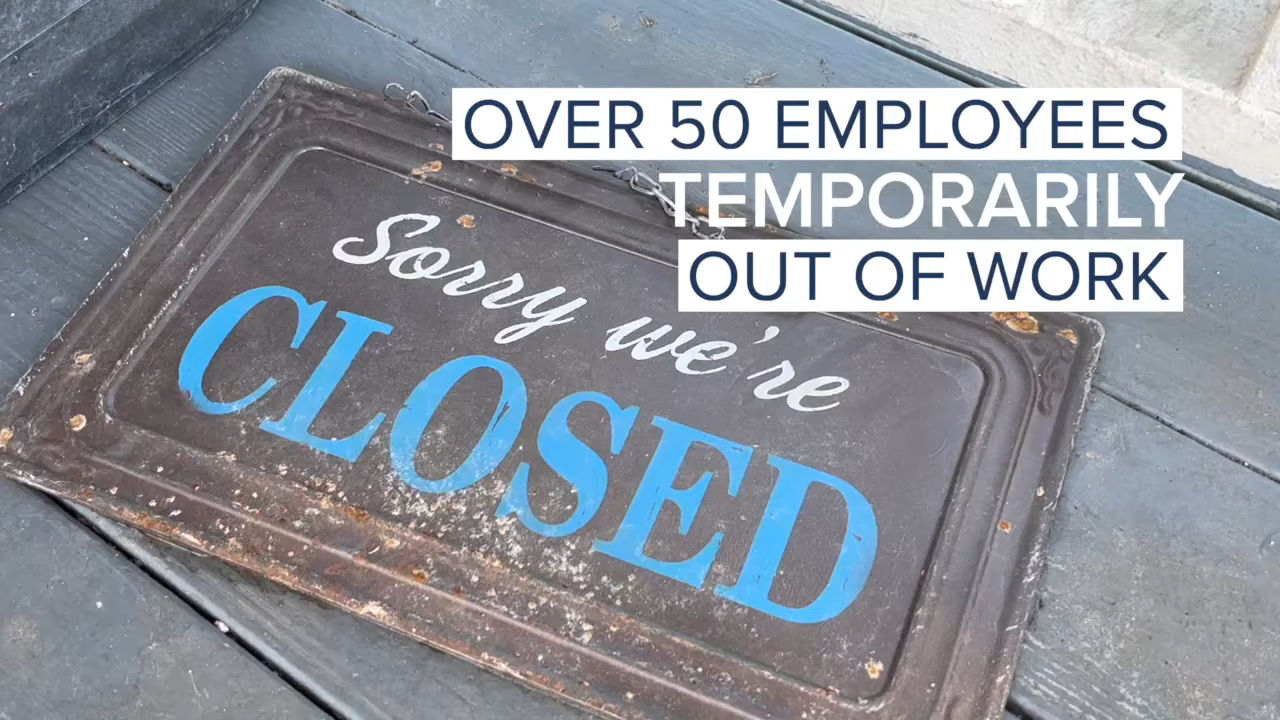 OVER 50 EMPLOYEES
TEMPORARILY
OUT OF WORK
Sorry we're
CLOSED